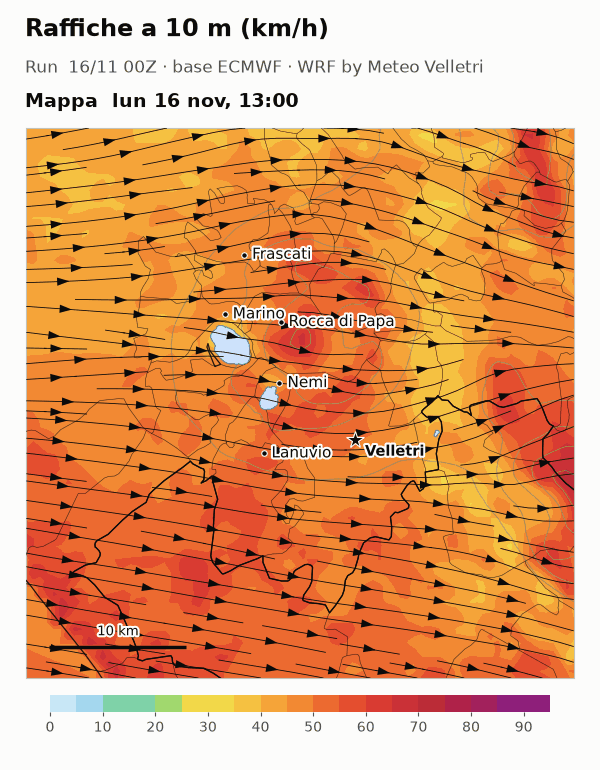 Raffiche a 10 m (km/h)
Run 16/11 00Z · base ECMWF · WRF by Meteo Velletri
Mappa lun 16 nov, 13:00
Frascati
Marino
Rocca di Papa
Nemi
Lanuvio
Velletri
10 km
0 10 20 30 40 50 60 70 80 90